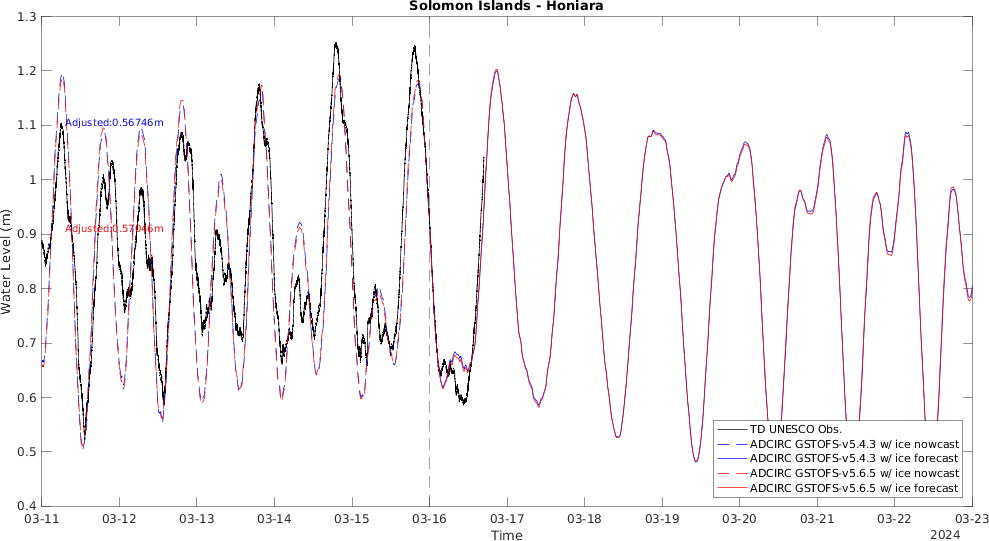 Solomon Islands - Honiara
1.3
1.2
1.1
1
0.9
0.8
0.7
0.6
0.5
0.4
Water Level (m)
Adjusted:0.56746m
Adjusted:0.57946m
TD UNESCO Obs.
ADCIRC GSTOFS-v5.4.3 w/ ice nowcast
ADCIRC GSTOFS-v5.4.3 w/ ice forecast
ADCIRC GSTOFS-v5.6.5 w/ ice nowcast
ADCIRC GSTOFS-v5.6.5 w/ ice forecast
03-11 03-12 03-13 03-14 03-15 03-16 03-17 03-18 03-19 03-20 03-21 03-22 03-23
Time
2024